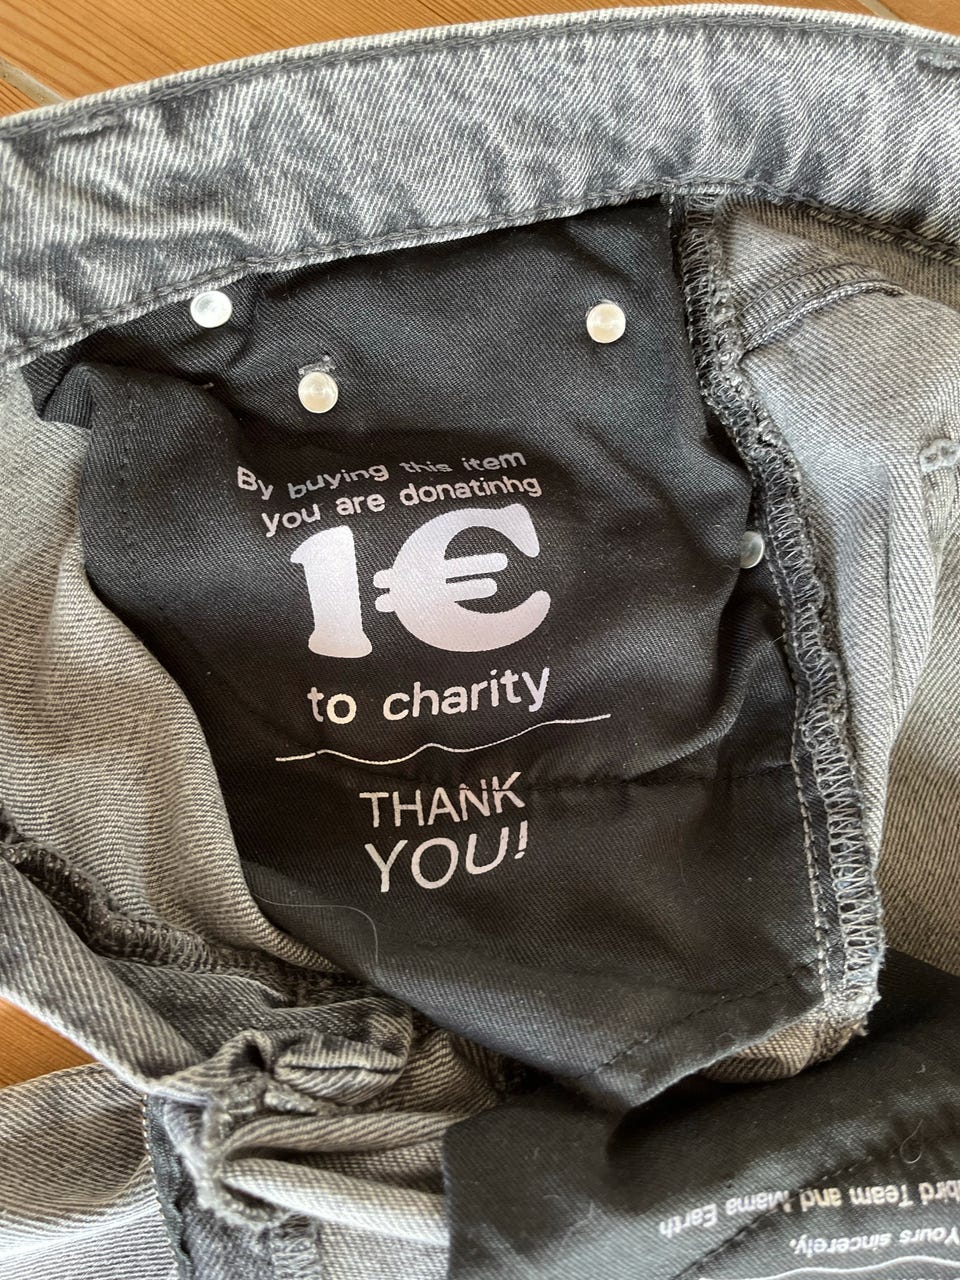 By buying this item
you are donatinhg
1€
to charity
THANK
YOU!
Yours sincerely,
Team and Mama Earth